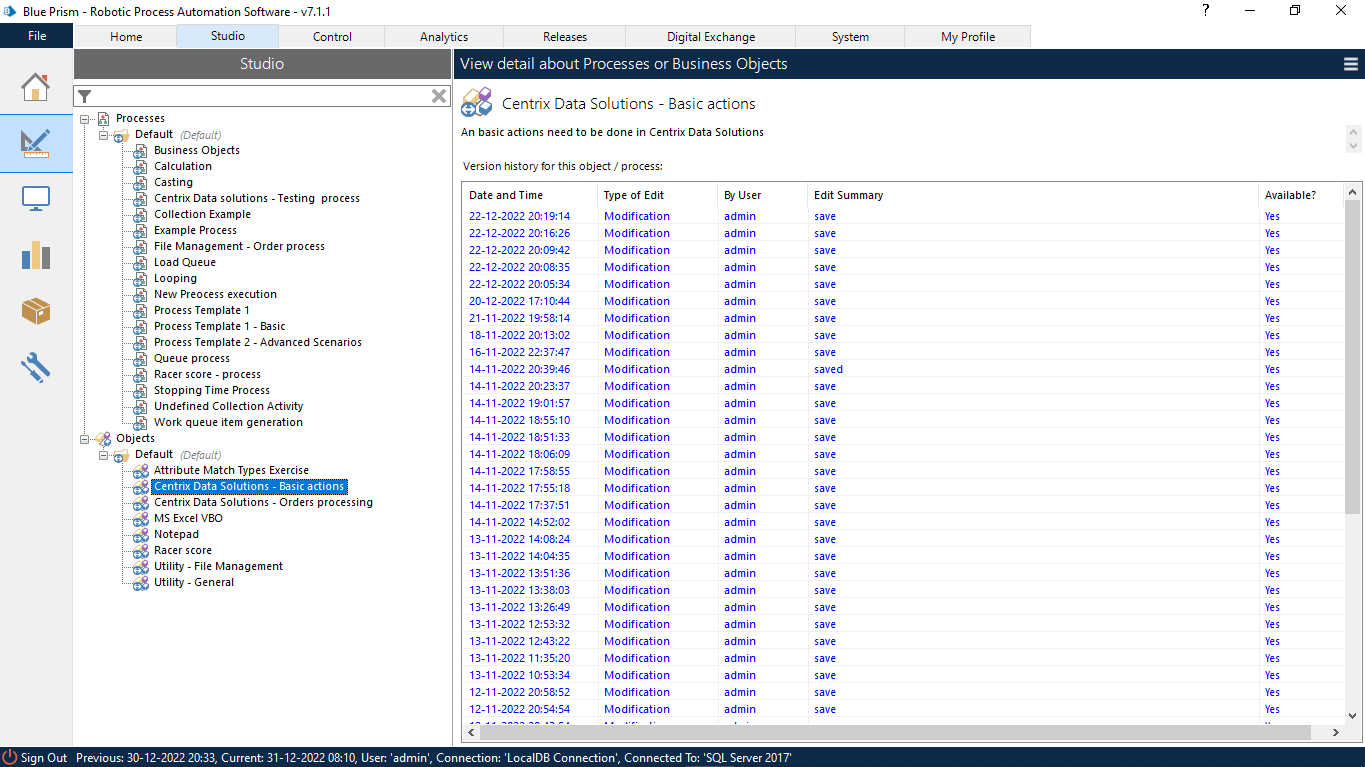 Blue Prism - Robotic Process Automation Software - v7.1.1
?
File Home Studio Control Analytics Releases Digital Exchange System My Profile
Studio
Processes
Default (Default)
Business Objects
Calculation
Casting
Centrix Data solutions - Testing process
Collection Example
Example Process
File Management - Order process
Load Queue
Looping
New Preocess execution
Process Template 1
Process Template 1 - Basic
Process Template 2 - Advanced Scenarios
Queue process
Racer score - process
Stopping Time Process
Undefined Collection Activity
Work queue item generation
Objects
Default (Default)
Attribute Match Types Exercise
Centrix Data Solutions - Basic actions
Centrix Data Solutions - Orders processing
MS Excel VBO
Notepad
Racer score
Utility - File Management
Utility - General
View detail about Processes or Business Objects
Centrix Data Solutions - Basic actions
An basic actions need to be done in Centrix Data Solutions
Version history for this object / process:
Date and Time Type of Edit By User Edit Summary Available?
22-12-2022 20:19:14 Modification admin save Yes
22-12-2022 20:16:26 Modification admin save Yes
22-12-2022 20:09:42 Modification admin save Yes
22-12-2022 20:08:35 Modification admin save Yes
22-12-2022 20:05:34 Modification admin save Yes
20-12-2022 17:10:44 Modification admin save Yes
21-11-2022 19:58:14 Modification admin save Yes
18-11-2022 20:13:02 Modification admin save Yes
16-11-2022 22:37:47 Modification admin save Yes
14-11-2022 20:39:46 Modification admin saved Yes
14-11-2022 20:23:37 Modification admin save Yes
14-11-2022 19:01:57 Modification admin save Yes
14-11-2022 18:55:10 Modification admin save Yes
14-11-2022 18:51:33 Modification admin save Yes
14-11-2022 18:06:09 Modification admin save Yes
14-11-2022 17:58:55 Modification admin save Yes
14-11-2022 17:55:18 Modification admin save Yes
14-11-2022 17:37:51 Modification admin save Yes
14-11-2022 14:52:02 Modification admin save Yes
13-11-2022 14:08:24 Modification admin save Yes
13-11-2022 14:04:35 Modification admin save Yes
13-11-2022 13:51:36 Modification admin save Yes
13-11-2022 13:38:03 Modification admin save Yes
13-11-2022 13:26:49 Modification admin save Yes
13-11-2022 12:53:32 Modification admin save Yes
13-11-2022 12:43:22 Modification admin save Yes
13-11-2022 11:35:20 Modification admin save Yes
13-11-2022 10:53:34 Modification admin save Yes
12-11-2022 20:58:52 Modification admin save Yes
12-11-2022 20:54:54 Modification admin save Yes
Sign Out Previous: 30-12-2022 20:33, Current: 31-12-2022 08:10, User: 'admin', Connection: 'LocalDB Connection', Connected To: 'SQL Server 2017'